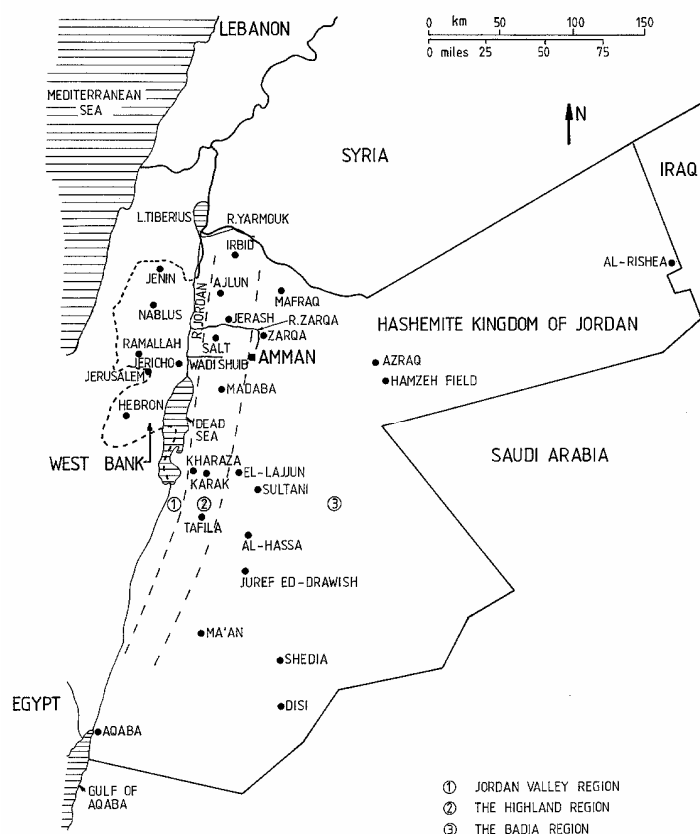 LEBANON
0 km 50 100 150
0 miles 25 50 75
MEDITERRANEAN
SEA
N
SYRIA
IRAQ
L.TIBERIUS
R.YARMOUK
IRBID
AL-RISHEA
JENIN
AJLUN
MAFRAQ
R.JORDAN
NABLUS
JERASH
R.ZARQA
HASHEMITE KINGDOM OF JORDAN
ZARQA
SALT
RAMALLAH
AMMAN
JERICHO
WADI SHUIB
AZRAQ
JERUSALEM
HAMZEH FIELD
MADABA
HEBRON
DEAD
SEA
SAUDI ARABIA
WEST BANK
KHARAZA
EL-LAJJUN
KARAK
SULTANI
1
2
3
TAFILA
AL-HASSA
JUREF ED-DRAWISH
MA'AN
SHEDIA
EGYPT
DISI
AQABA
GULF OF
AQABA
1 JORDAN VALLEY REGION
2 THE HIGHLAND REGION
3 THE BADIA REGION